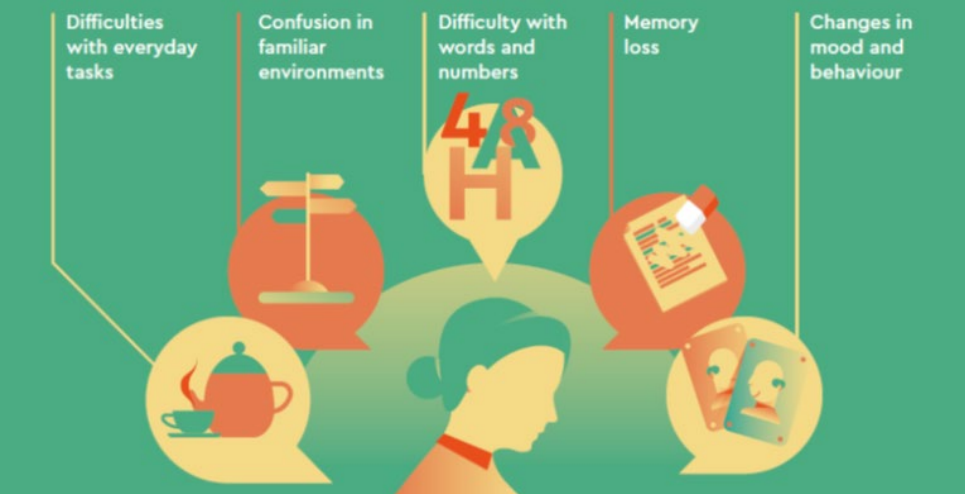 Difficulties
with everyday
tasks
Confusion in
familiar
environments
Difficulty with
words and
numbers
Memory
loss
Changes in
mood and
behaviour
4A8
H